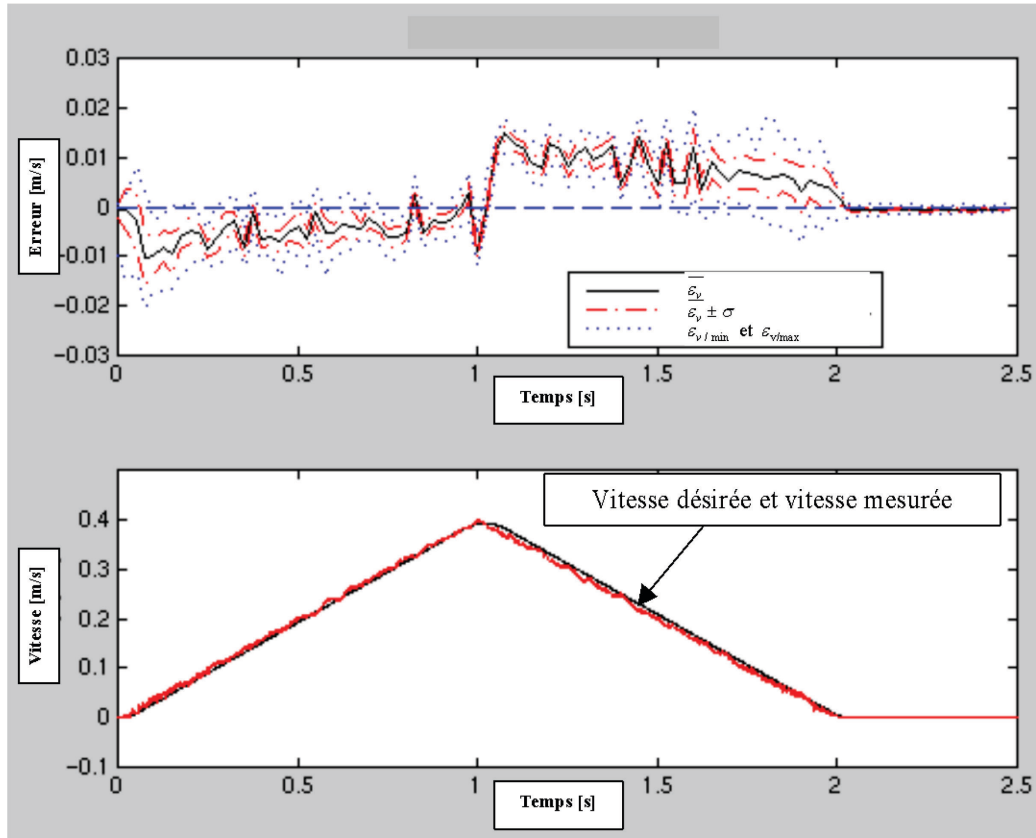 0.03
0.02
0.01
0
-0.01
-0.02
-0.03
Erreur [m/s]
εv
εv ± σ
εv/min et εv/max
0 0.5 1 1.5 2 2.5
Temps [s]
0.4
0.3
0.2
0.1
0
-0.1
Vitesse [m/s]
Vitesse désirée et vitesse mesurée
0 0.5 1 1.5 2 2.5
Temps [s]